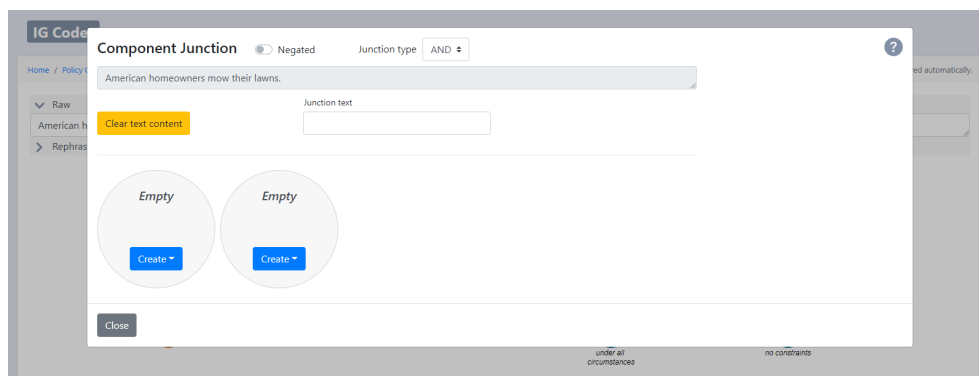 IG Code
Component Junction
Negated
Junction type
AND
?
Home / Policy
ed automatically.
American homeowners mow their lawns.
Raw
Junction text
American h
Clear text content
Rephras
Empty
Empty
Create
Create
Close
under all
circumstances
no constraints